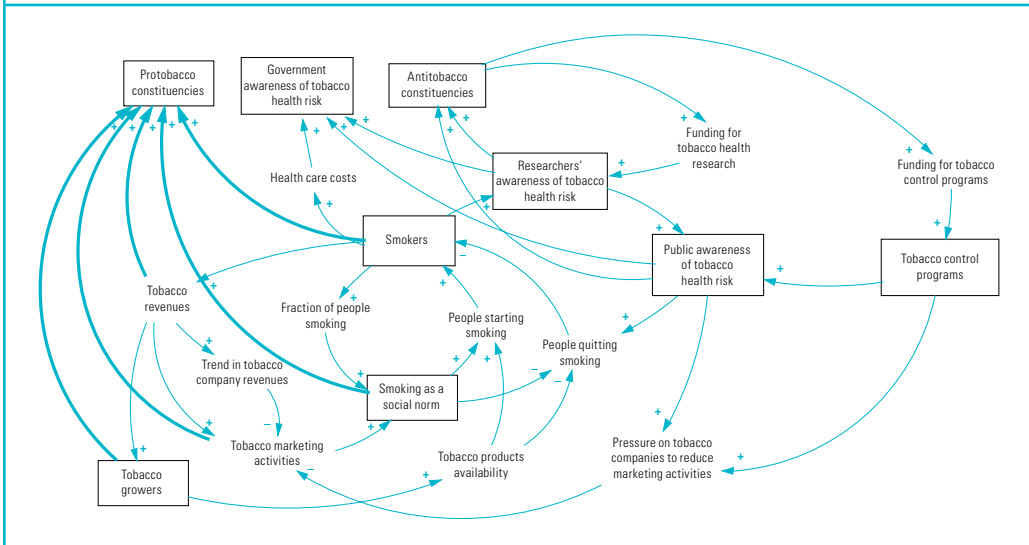 Protobacco
constituencies
Government
awareness of tobacco
health risk
Antitobacco
constituencies
Funding for
tobacco health
research
Funding for tobacco
control programs
Researchers’
awareness of tobacco
health risk
Health care costs
Smokers
Public awareness
of tobacco
health risk
Tobacco control
programs
Tobacco
revenues
Fraction of people
smoking
People starting
smoking
People quitting
smoking
Trend in tobacco
company revenues
Smoking as a
social norm
Tobacco marketing
activities
Tobacco products
availability
Pressure on tobacco
companies to reduce
marketing activities
Tobacco
growers